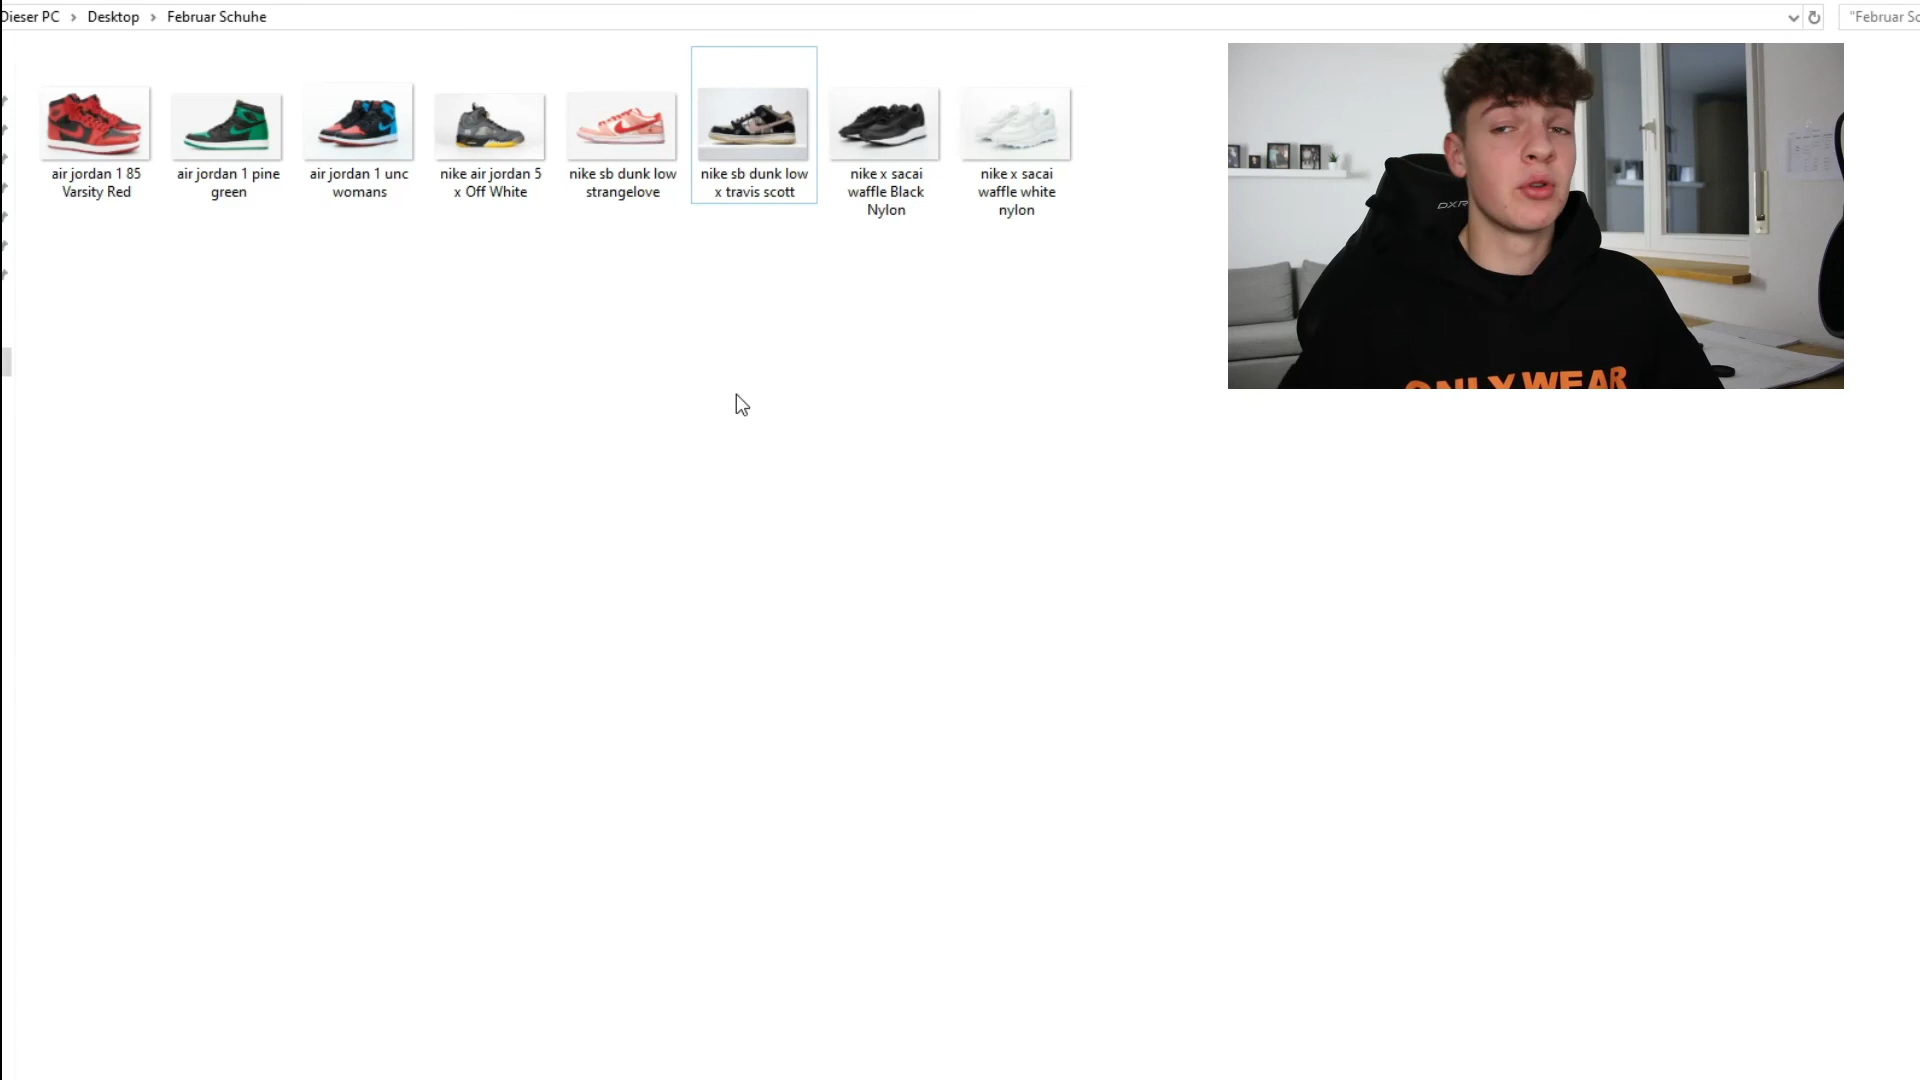 Dieser PC > Desktop > Februar Schuhe
"Februar Sc
air jordan 1 85
Varsity Red
air jordan 1 pine
green
air jordan 1 unc
womans
nike air jordan 5
x Off White
nike sb dunk low
strangelove
nike sb dunk low
x travis scott
nike x sacai
waffle Black
Nylon
nike x sacai
waffle white
nylon
DXR
ONLY WEAR